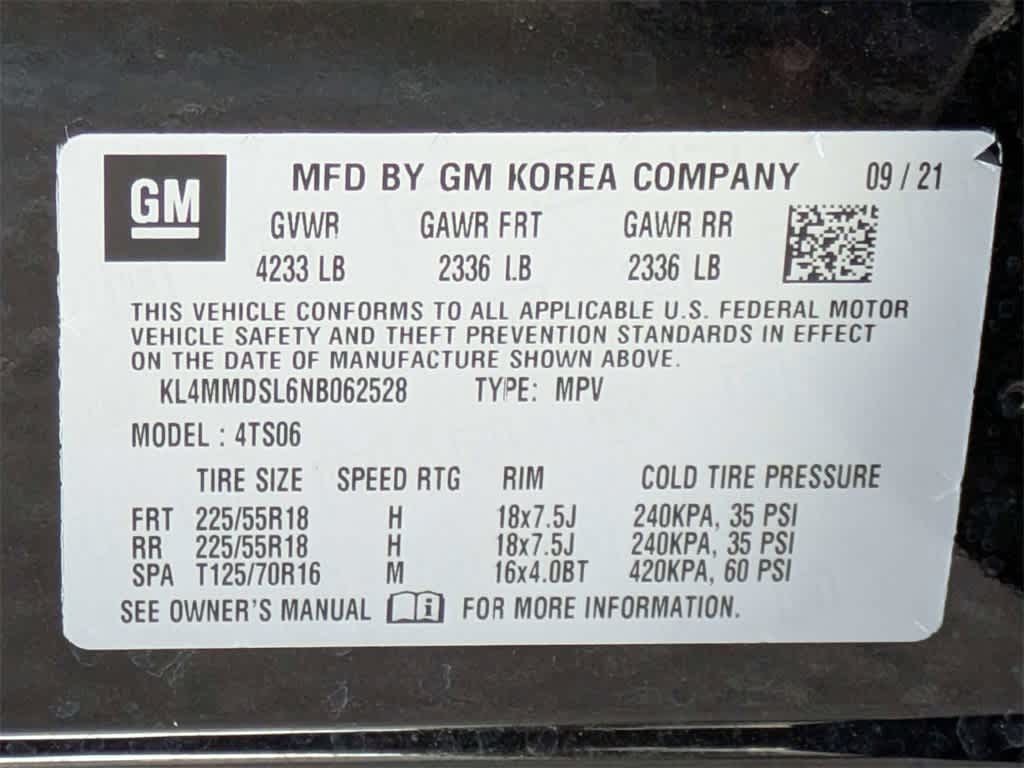 GM
MFD BY GM KOREA COMPANY 09 / 21
GVWR GAWR FRT GAWR RR
4233 LB 2336 LB 2336 LB
THIS VEHICLE CONFORMS TO ALL APPLICABLE U.S. FEDERAL MOTOR
VEHICLE SAFETY AND THEFT PREVENTION STANDARDS IN EFFECT
ON THE DATE OF MANUFACTURE SHOWN ABOVE.
KL4MMDSL6NB062528 TYPE: MPV
MODEL : 4TS06
TIRE SIZE SPEED RTG RIM COLD TIRE PRESSURE
FRT 225/55R18 H 18x7.5J 240KPA, 35 PSI
RR 225/55R18 H 18x7.5J 240KPA, 35 PSI
SPA T125/70R16 M 16x4.0BT 420KPA, 60 PSI
SEE OWNER'S MANUAL i FOR MORE INFORMATION.